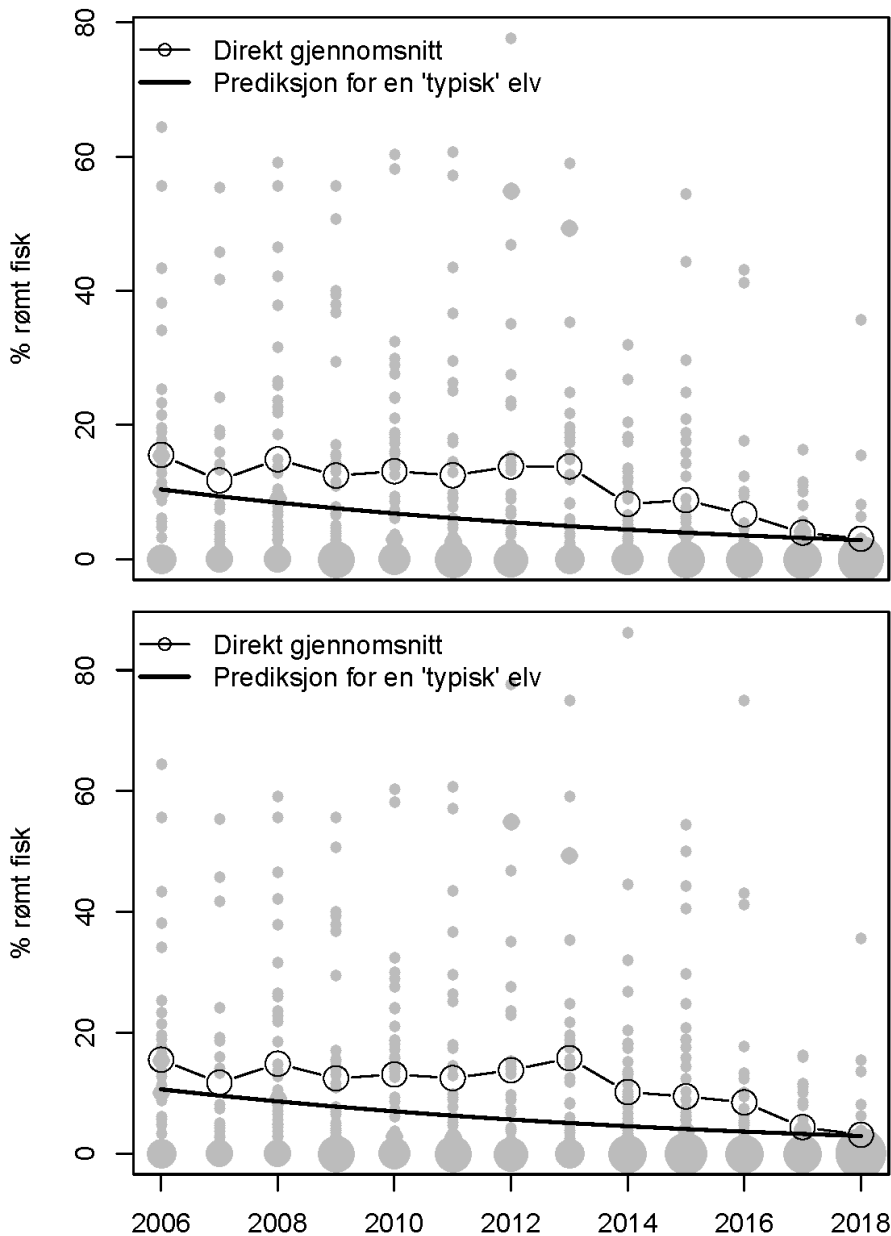 80
Direkt gjennomsnitt
Prediksjon for en 'typisk' elv
60
% rømt fisk
40
20
0
Direkt gjennomsnitt
Prediksjon for en 'typisk' elv
80
60
% rømt fisk
40
20
0
2006 2008 2010 2012 2014 2016 2018